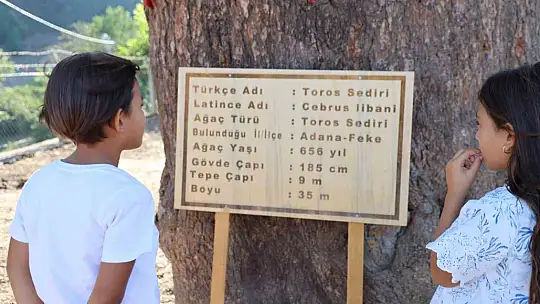 Türkçe Adı : Toros Sediri
Latince Adı : Cebrus libani
Ağaç Türü : Toros Sediri
Bulunduğu İl/İlçe : Adana-Feke
Ağaç Yaşı : 656 yıl
Gövde Çapı : 185 cm
Tepe Çapı : 9 m
Boyu : 35 m